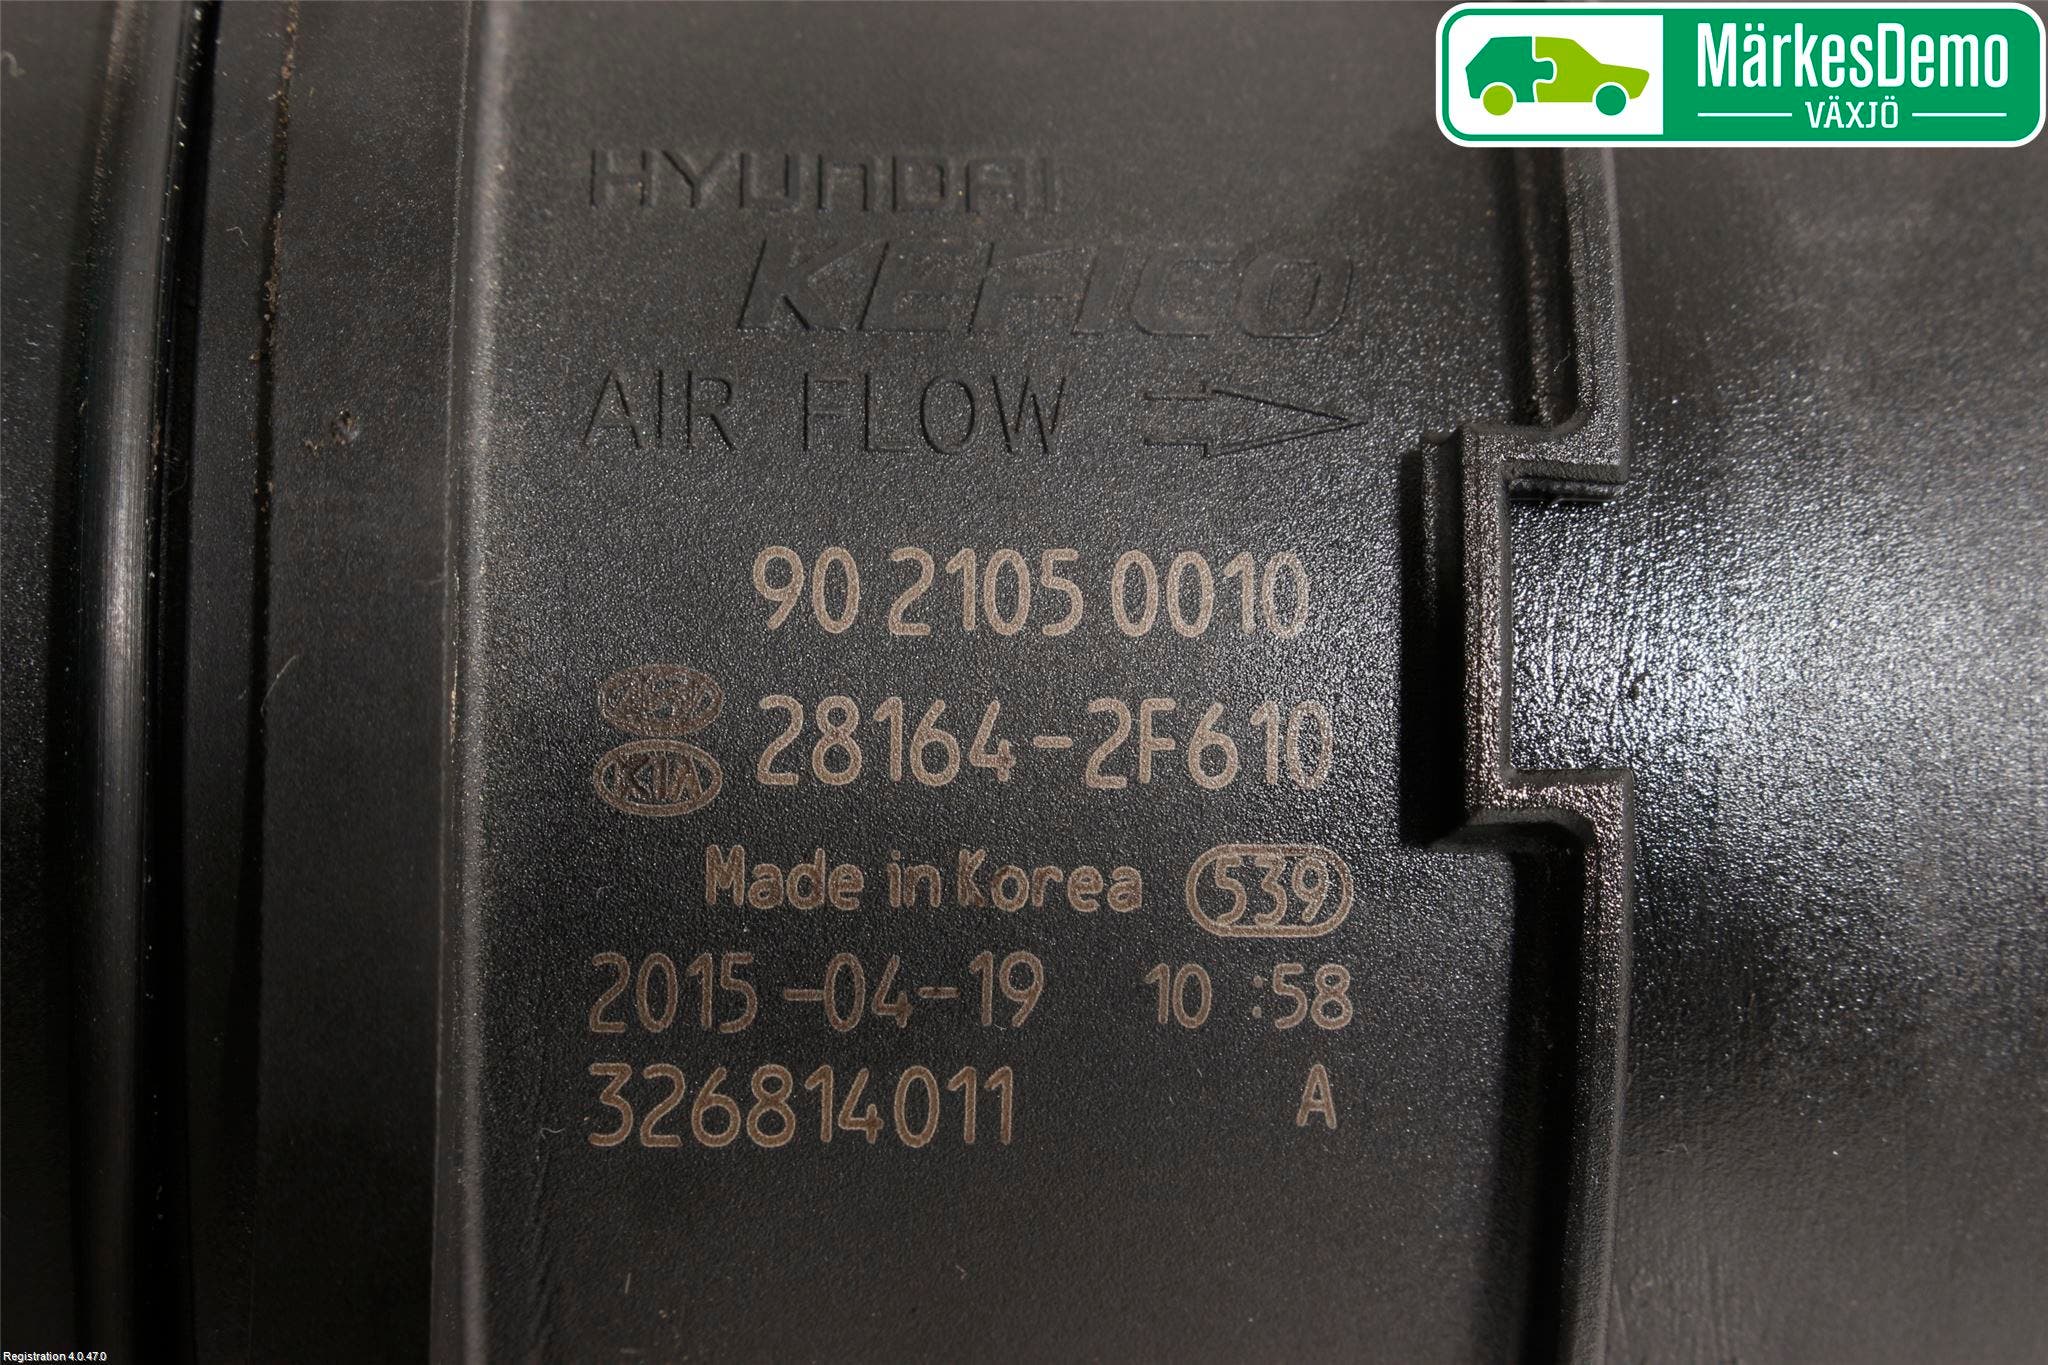 MärkesDemo
VÄXJÖ
HYUNDAI
KEFICO
AIR FLOW
90 2105 0010
28164-2F610
KIA
Made in Korea 539
2015-04-19 10:58
326814011 A
Registration 4.0.47.0